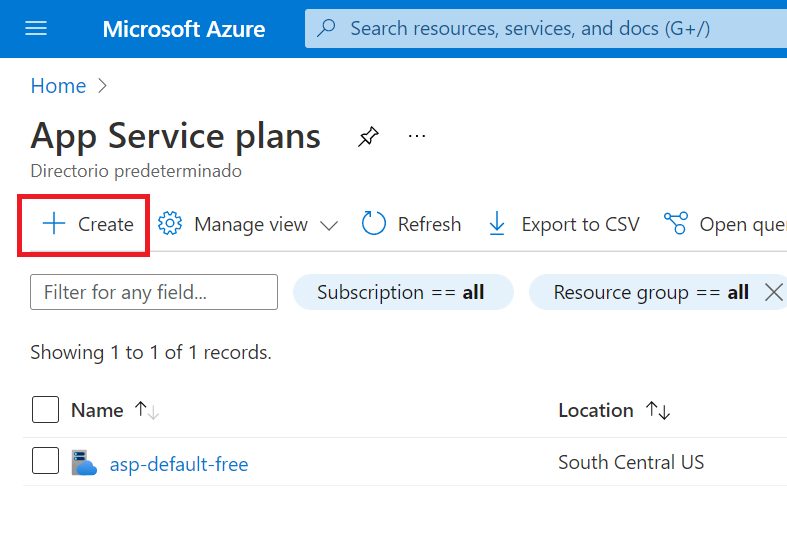 Microsoft Azure Search resources, services, and docs (G+/)
Home
App Service plans
Directorio predeterminado
Create Manage view Refresh Export to CSV Open
Filter for any field... Subscription == all Resource group == all
Showing 1 to 1 of 1 records.
Name Location
asp-default-free South Central US